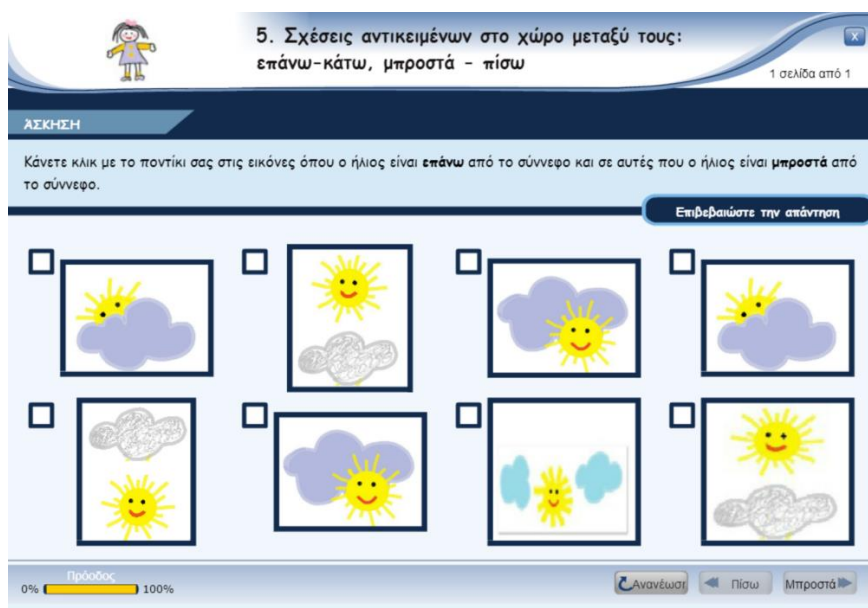 5. Σχέσεις αντικειμένων στο χώρο μεταξύ τους:
επάνω-κάτω, μπροστά - πίσω
X
1 σελίδα από 1
ΆΣΚΗΣΗ
Κάνετε κλικ με το ποντίκι σας στις εικόνες όπου ο ήλιος είναι επάνω από το σύννεφο και σε αυτές που ο ήλιος είναι μπροστά από
το σύννεφο.
Επιβεβαιώστε την απάντηση
Πρόοδος
0% 100%
Ανανέωση
Πίσω
Μπροστά